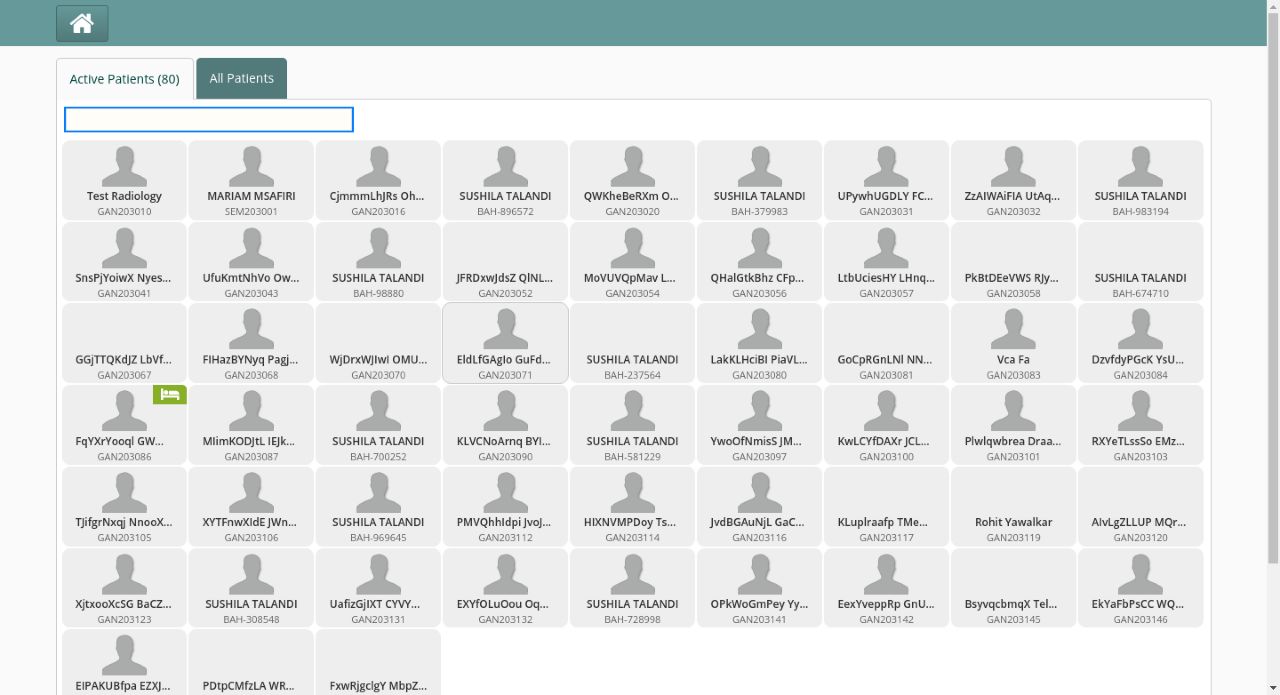 Active Patients (80)
All Patients
Test Radiology
GAN203010
MARIAM MSAFIRI
SEM203001
CjmmmLhJRs Oh...
GAN203016
SUSHILA TALANDI
BAH-896572
QWKheBeRXm O...
GAN203020
SUSHILA TALANDI
BAH-379983
UPywhUGDLY FC...
GAN203031
ZzAIWAiFIA UtAq...
GAN203032
SUSHILA TALANDI
BAH-983194
SnsPjYoiwX Nyes...
GAN203041
UfuKmtNhVo Ow...
GAN203043
SUSHILA TALANDI
BAH-98880
JFRDxwJdsZ QlNL...
GAN203052
MoVUVQpMav L...
GAN203054
QHalGtkBhz CFp...
GAN203056
LtbUciesHY LHnq...
GAN203057
PkBtDEeVWS RJy...
GAN203058
SUSHILA TALANDI
BAH-674710
GGjTTQKdJZ LbVf...
GAN203067
FIHazBYNyq Pagj...
GAN203068
WjDrxWJIwI OMU...
GAN203070
EldLfGAgIo GuFd...
GAN203071
SUSHILA TALANDI
BAH-237564
LakKLHciBI PiaVL...
GAN203080
GoCpRGnLNl NN...
GAN203081
Vca Fa
GAN203083
DzvfdyPGcK YsU...
GAN203084
FqYXrYooql GW...
GAN203086
MIimKODJtL IEJk...
GAN203087
SUSHILA TALANDI
BAH-700252
KLVCNoArnq BYI...
GAN203090
SUSHILA TALANDI
BAH-581229
YwoOfNmisS JM...
GAN203097
KwLCYfDAXr JCL...
GAN203100
Plwlqwbrea Draa...
GAN203101
RXYeTLssSo EMz...
GAN203103
TJifgrNxqj NnooX...
GAN203105
XYTFnwXIdE JWn...
GAN203106
SUSHILA TALANDI
BAH-969645
PMVQhhIdpi JvoJ...
GAN203112
HIXNVMPDoy Ts...
GAN203114
JvdBGAuNjL GaC...
GAN203116
KLuplraafp TMe...
GAN203117
Rohit Yawalkar
GAN203119
AIvLgZLLUP MQr...
GAN203120
XjtxooXcSG BaCZ...
GAN203123
SUSHILA TALANDI
BAH-308548
UafizGjIXT CYVY...
GAN203131
EXYfOLuOou Oq...
GAN203132
SUSHILA TALANDI
BAH-728998
OPkWoGmPey Yy...
GAN203141
EexYveppRp GnU...
GAN203142
BsyvqcbmqX Tel...
GAN203145
EkYaFbPsCC WQ...
GAN203146
EIPAKUBfpa EZXJ...
PDtpCMfzLA WR...
FxwRjgclgY MbpZ...